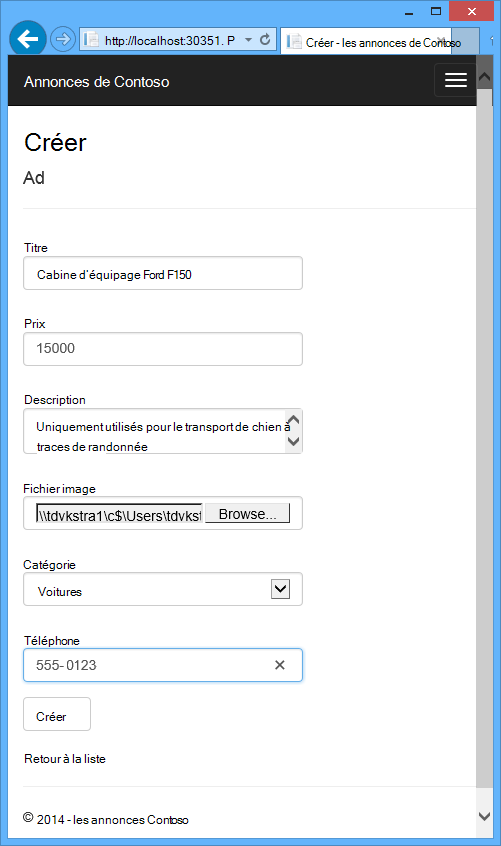 http://localhost:30351. P
Créer - les annonces de Contoso
Annonces de Contoso
Créer
Ad
Titre
Cabine d'équipage Ford F150
Prix
15000
Description
Uniquement utilisés pour le transport de chien à
traces de randonnée
Fichier image
\\tdvkstra1\c$\Users\tdvkst
Browse...
Catégorie
Voitures
Téléphone
555-0123
Créer
Retour à la liste
© 2014 - les annonces Contoso